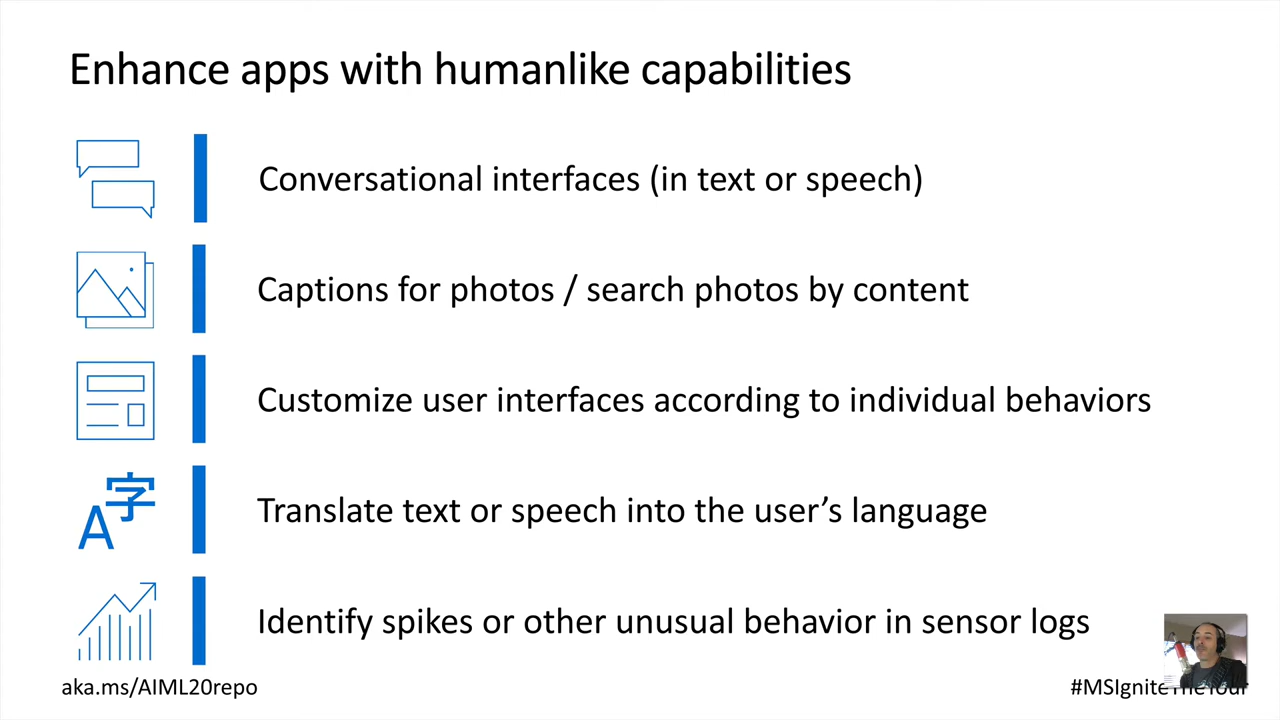 Enhance apps with humanlike capabilities
Conversational interfaces (in text or speech)
Captions for photos / search photos by content
Customize user interfaces according to individual behaviors
A字
Translate text or speech into the user’s language
Identify spikes or other unusual behavior in sensor logs
aka.ms/AIML20repo
#MSIgniteTheTour